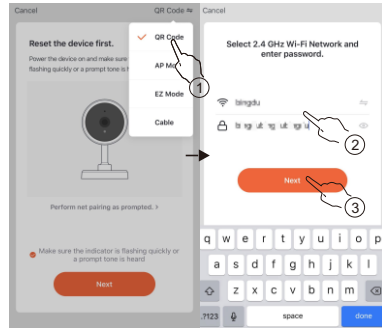 Cancel
QR Code ⇋
Reset the device first.
Power the device on and make sure
flashing quickly or a prompt tone is h
QR Code
AP Mo
EZ Mode
Cable
1
Perform net pairing as prompted. >
Make sure the indicator is flashing quickly or
a prompt tone is heard
Next
Cancel
Select 2.4 GHz Wi-Fi Network and
enter password.
bingdu
2
Next
3
q w e r t y u i o p
a s d f g h j k l
z x c v b n m
.?123
space
done